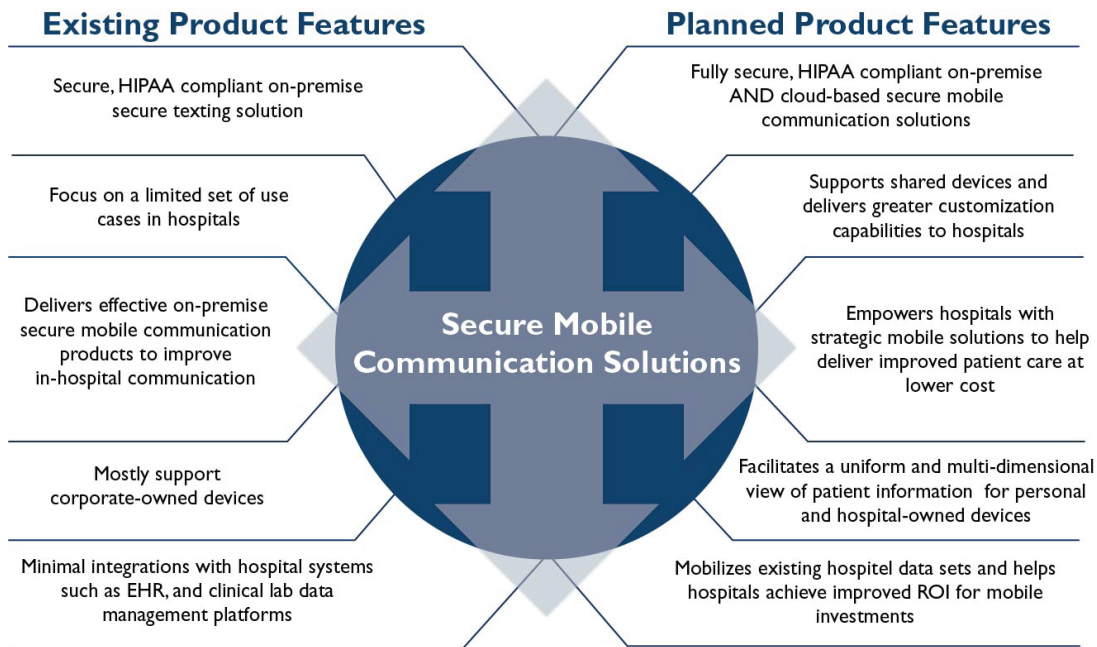 Existing Product Features
Secure, HIPAA compliant on-premise
secure texting solution
Focus on a limited set of use
cases in hospitals
Delivers effective on-premise
secure mobile communication
products to improve
in-hospital communication
Mostly support
corporate-owned devices
Minimal integrations with hospital systems
such as EHR, and clinical lab data
management platforms
Secure Mobile
Communication Solutions
Planned Product Features
Fully secure, HIPAA compliant on-premise
AND cloud-based secure mobile
communication solutions
Supports shared devices and
delivers greater customization
capabilities to hospitals
Empowers hospitals with
strategic mobile solutions to help
deliver improved patient care at
lower cost
Facilitates a uniform and multi-dimensional
view of patient information for personal
and hospital-owned devices
Mobilizes existing hospitel data sets and helps
hospitals achieve improved ROI for mobile
investments